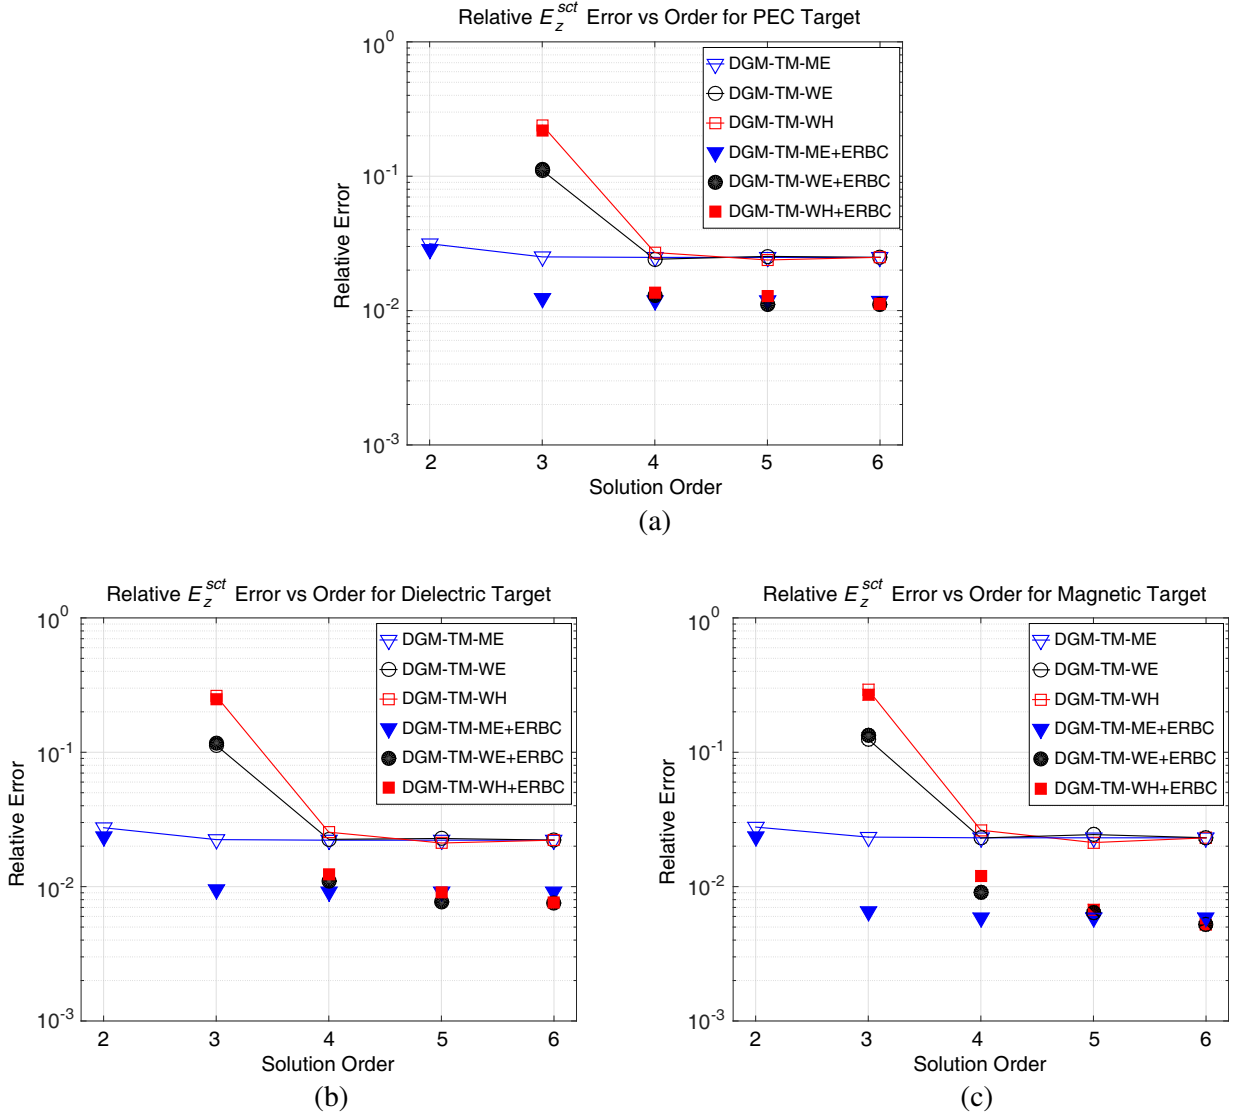 Relative E_z^sct Error vs Order for PEC Target
10^0
10^-1
10^-2
10^-3
Relative Error
DGM-TM-ME
DGM-TM-WE
DGM-TM-WH
DGM-TM-ME+ERBC
DGM-TM-WE+ERBC
DGM-TM-WH+ERBC
2 3 4 5 6
Solution Order
(a)
Relative E_z^sct Error vs Order for Dielectric Target
10^0
10^-1
10^-2
10^-3
Relative Error
DGM-TM-ME
DGM-TM-WE
DGM-TM-WH
DGM-TM-ME+ERBC
DGM-TM-WE+ERBC
DGM-TM-WH+ERBC
2 3 4 5 6
Solution Order
(b)
Relative E_z^sct Error vs Order for Magnetic Target
10^0
10^-1
10^-2
10^-3
Relative Error
DGM-TM-ME
DGM-TM-WE
DGM-TM-WH
DGM-TM-ME+ERBC
DGM-TM-WE+ERBC
DGM-TM-WH+ERBC
2 3 4 5 6
Solution Order
(c)